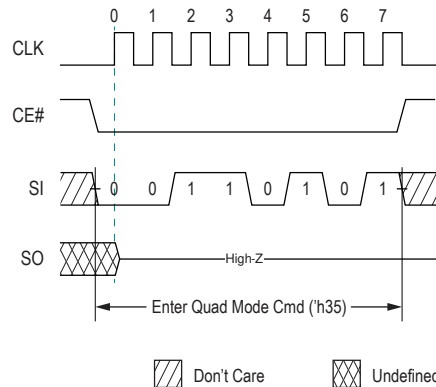 0 1 2 3 4 5 6 7
CLK
CE#
SI 0 0 1 1 0 1 0 1
SO High-Z
Enter Quad Mode Cmd ('h35)
Don't Care Undefined